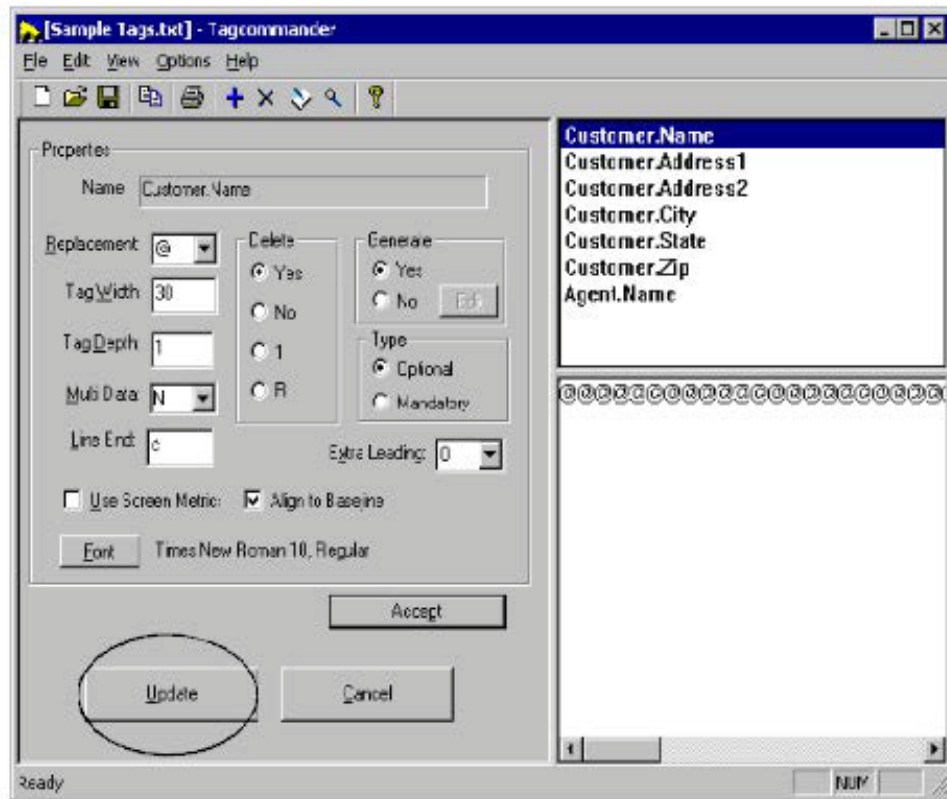 [Sample Tags.txt] - Tagcommander
File Edit View Options Help
Properties
Name Customer.Name
Replacement: @
Tag Width: 30
Tag Depth: 1
Multi Data: N
Line End: c
Delete
Yes
No
1
R
Generate
Yes
No Edit
Type
Optional
Mandatory
Extra Leading: 0
Use Screen Metric: Align to Baseline
Font Times New Roman 10, Regular
Accept
Update Cancel
Customer.Name
Customer.Address1
Customer.Address2
Customer.City
Customer.State
Customer.Zip
Agent.Name
Ready NUM